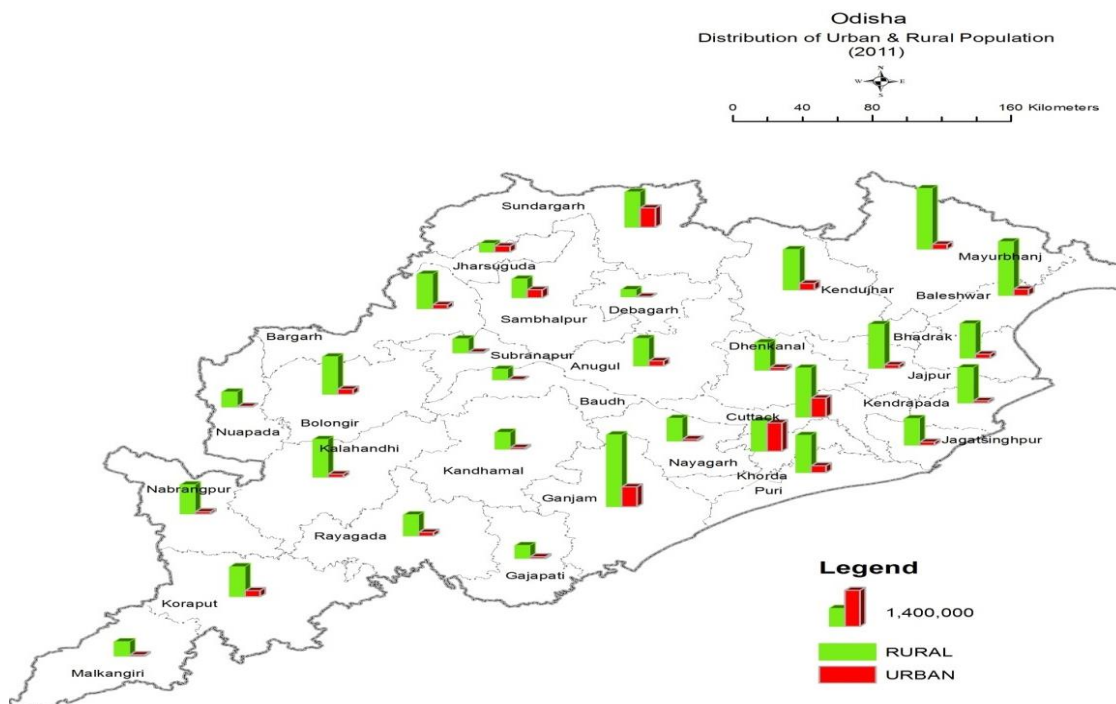 Odisha
Distribution of Urban & Rural Population
(2011)
N
W E
S
0 40 80 160 Kilometers
Sundargarh
Jharsuguda
Mayurbhanj
Kendujhar
Baleshwar
Debagarh
Sambhalpur
Bargarh
Subranapur
Anugul
Dhenkanal
Bhadrak
Jajpur
Baudh
Kendrapada
Cuttack
Bolongir
Nuapada
Kalahandhi
Jagatsinghpur
Nayagarh
Kandhamal
Khorda
Puri
Nabrangpur
Ganjam
Rayagada
Gajapati
Koraput
Malkangiri
Legend
1,400,000
RURAL
URBAN